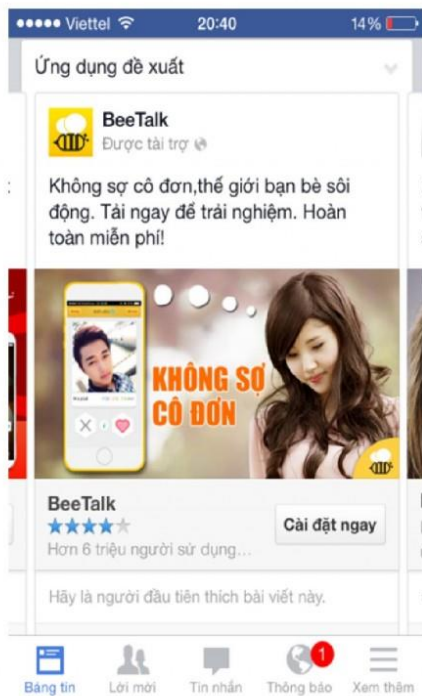 Viettel 20:40 14%
Ứng dụng đề xuất
BeeTalk
Được tài trợ
Không sợ cô đơn,thế giới bạn bè sôi
động. Tải ngay để trải nghiệm. Hoàn
toàn miễn phí!
KHÔNG SỢ
CÔ ĐƠN
BeeTalk
Cài đặt ngay
Hơn 6 triệu người sử dụng...
Hãy là người đầu tiên thích bài viết này.
1
Bảng tin Lời mời Tin nhắn Thông báo Xem thêm